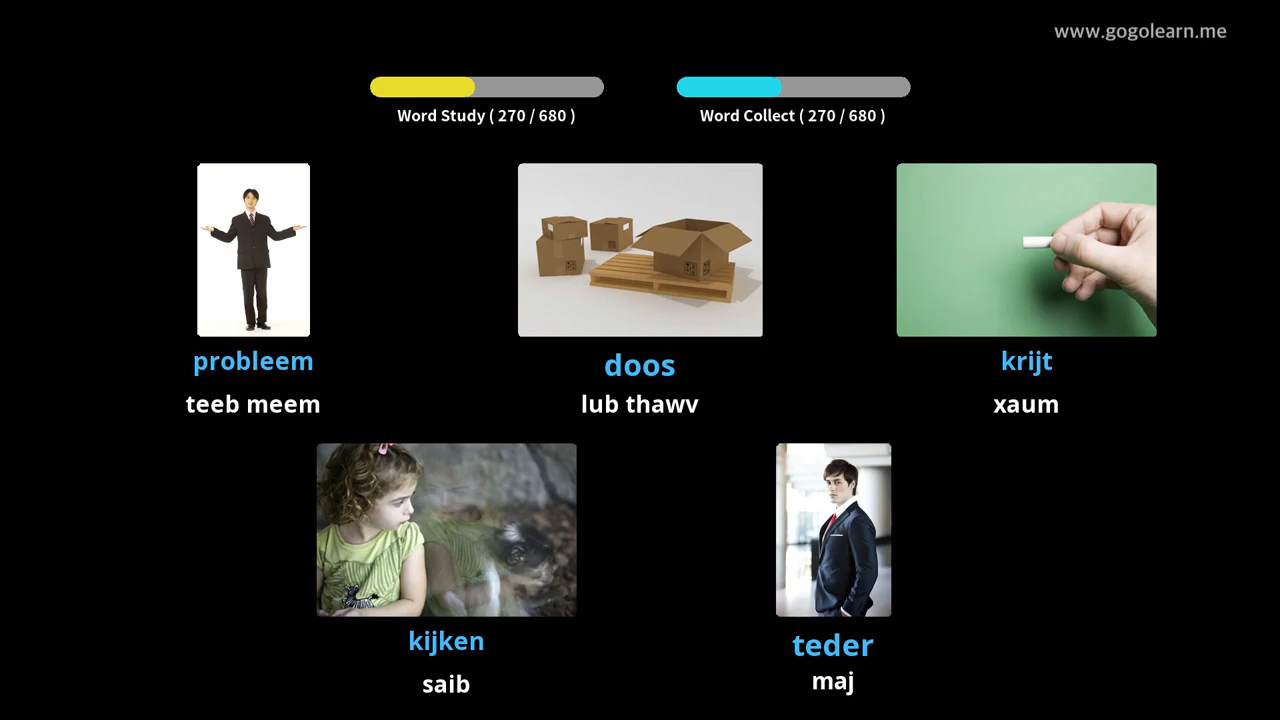 www.gogolearn.me
Word Study ( 270 / 680 )
Word Collect ( 270 / 680 )
probleem
teeb meem
doos
lub thawv
krijt
xaum
kijken
saib
teder
maj